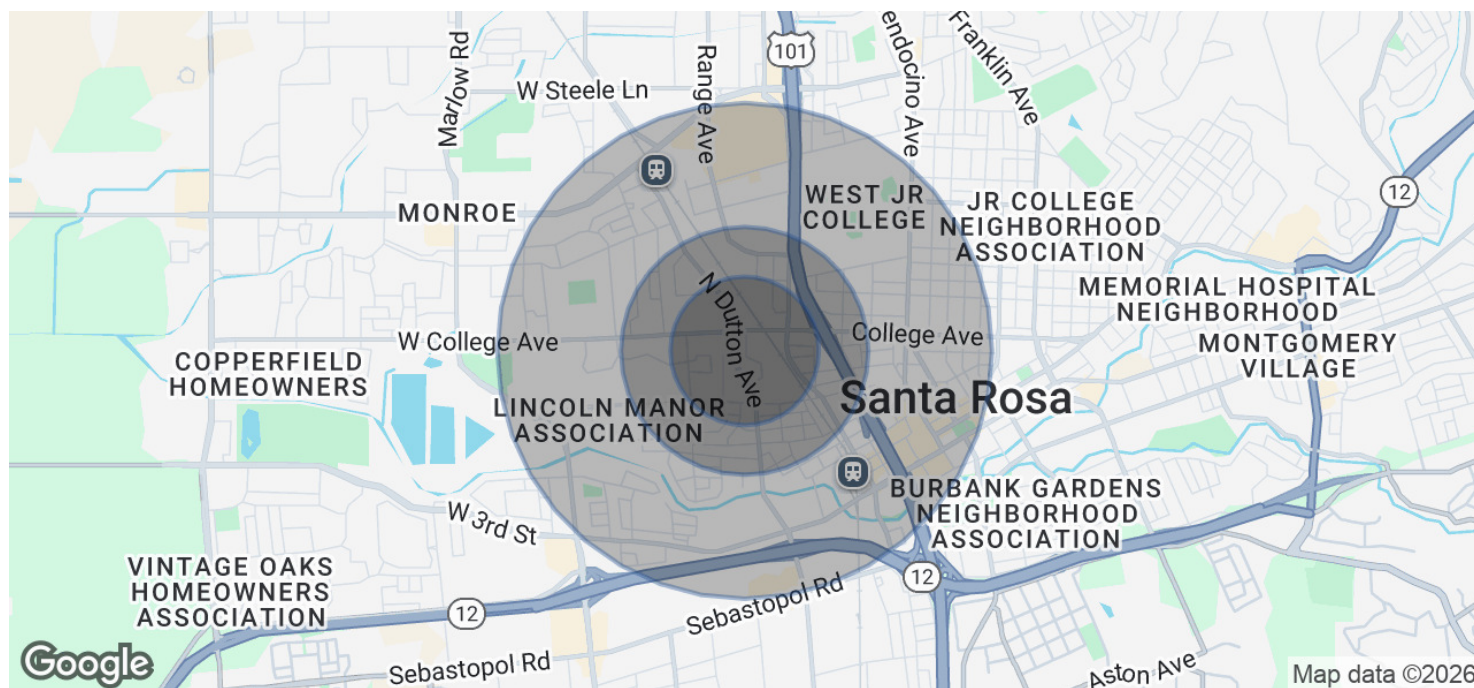 101
Marlow Rd
Range Ave
endocino Ave
Franklin Ave
W Steele Ln
12
MONROE
WEST JR
COLLEGE
JR COLLEGE
NEIGHBORHOOD
ASSOCIATION
MEMORIAL HOSPITAL
NEIGHBORHOOD
N Dutton Ave
W College Ave
College Ave
MONTGOMERY
VILLAGE
COPPERFIELD
HOMEOWNERS
LINCOLN MANOR
ASSOCIATION
Santa Rosa
BURBANK GARDENS
NEIGHBORHOOD
ASSOCIATION
W 3rd St
VINTAGE OAKS
HOMEOWNERS
ASSOCIATION
12
12
Sebastopol Rd
Sebastopol Rd
Aston Ave
Google
Map data ©2026